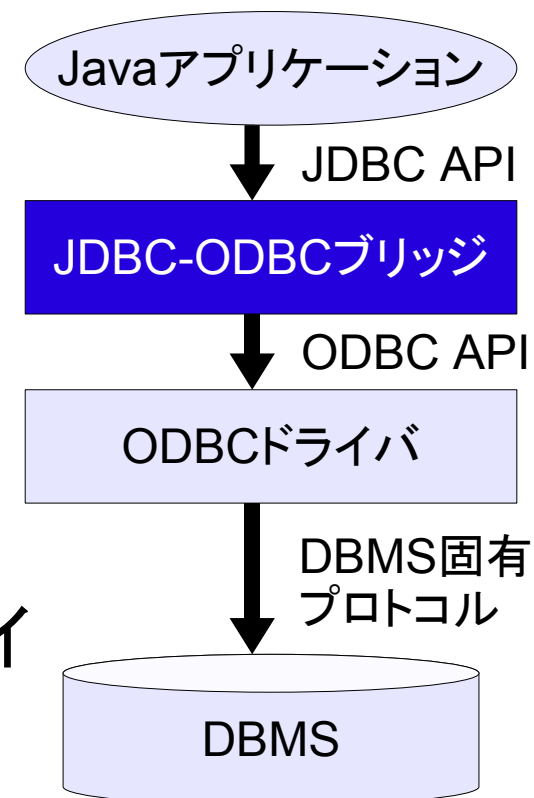 Javaアプリケーション
JDBC API
JDBC-ODBCブリッジ
ODBC API
ODBCドライバ
DBMS固有
プロトコル
イ
DBMS